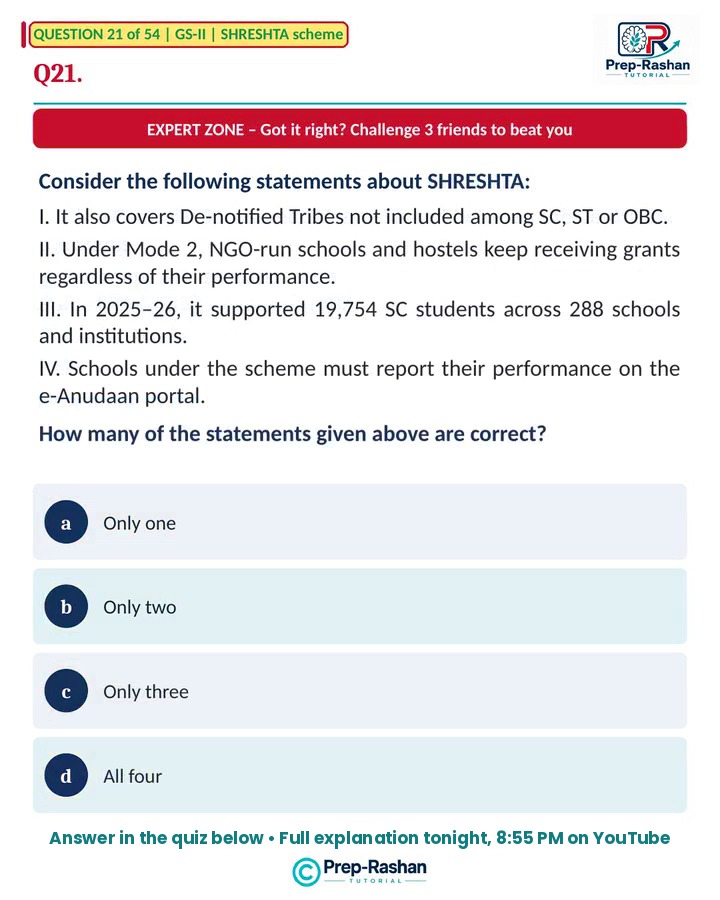 QUESTION 21 of 54 | GS-II | SHRESHTA scheme
Prep-Rashan
TUTORIAL
Q21.
EXPERT ZONE – Got it right? Challenge 3 friends to beat you
Consider the following statements about SHRESHTA:
I. It also covers De-notified Tribes not included among SC, ST or OBC.
II. Under Mode 2, NGO-run schools and hostels keep receiving grants
regardless of their performance.
III. In 2025–26, it supported 19,754 SC students across 288 schools
and institutions.
IV. Schools under the scheme must report their performance on the
e-Anudaan portal.
How many of the statements given above are correct?
a Only one
b Only two
c Only three
d All four
Answer in the quiz below • Full explanation tonight, 8:55 PM on YouTube
© Prep-Rashan
TUTORIAL